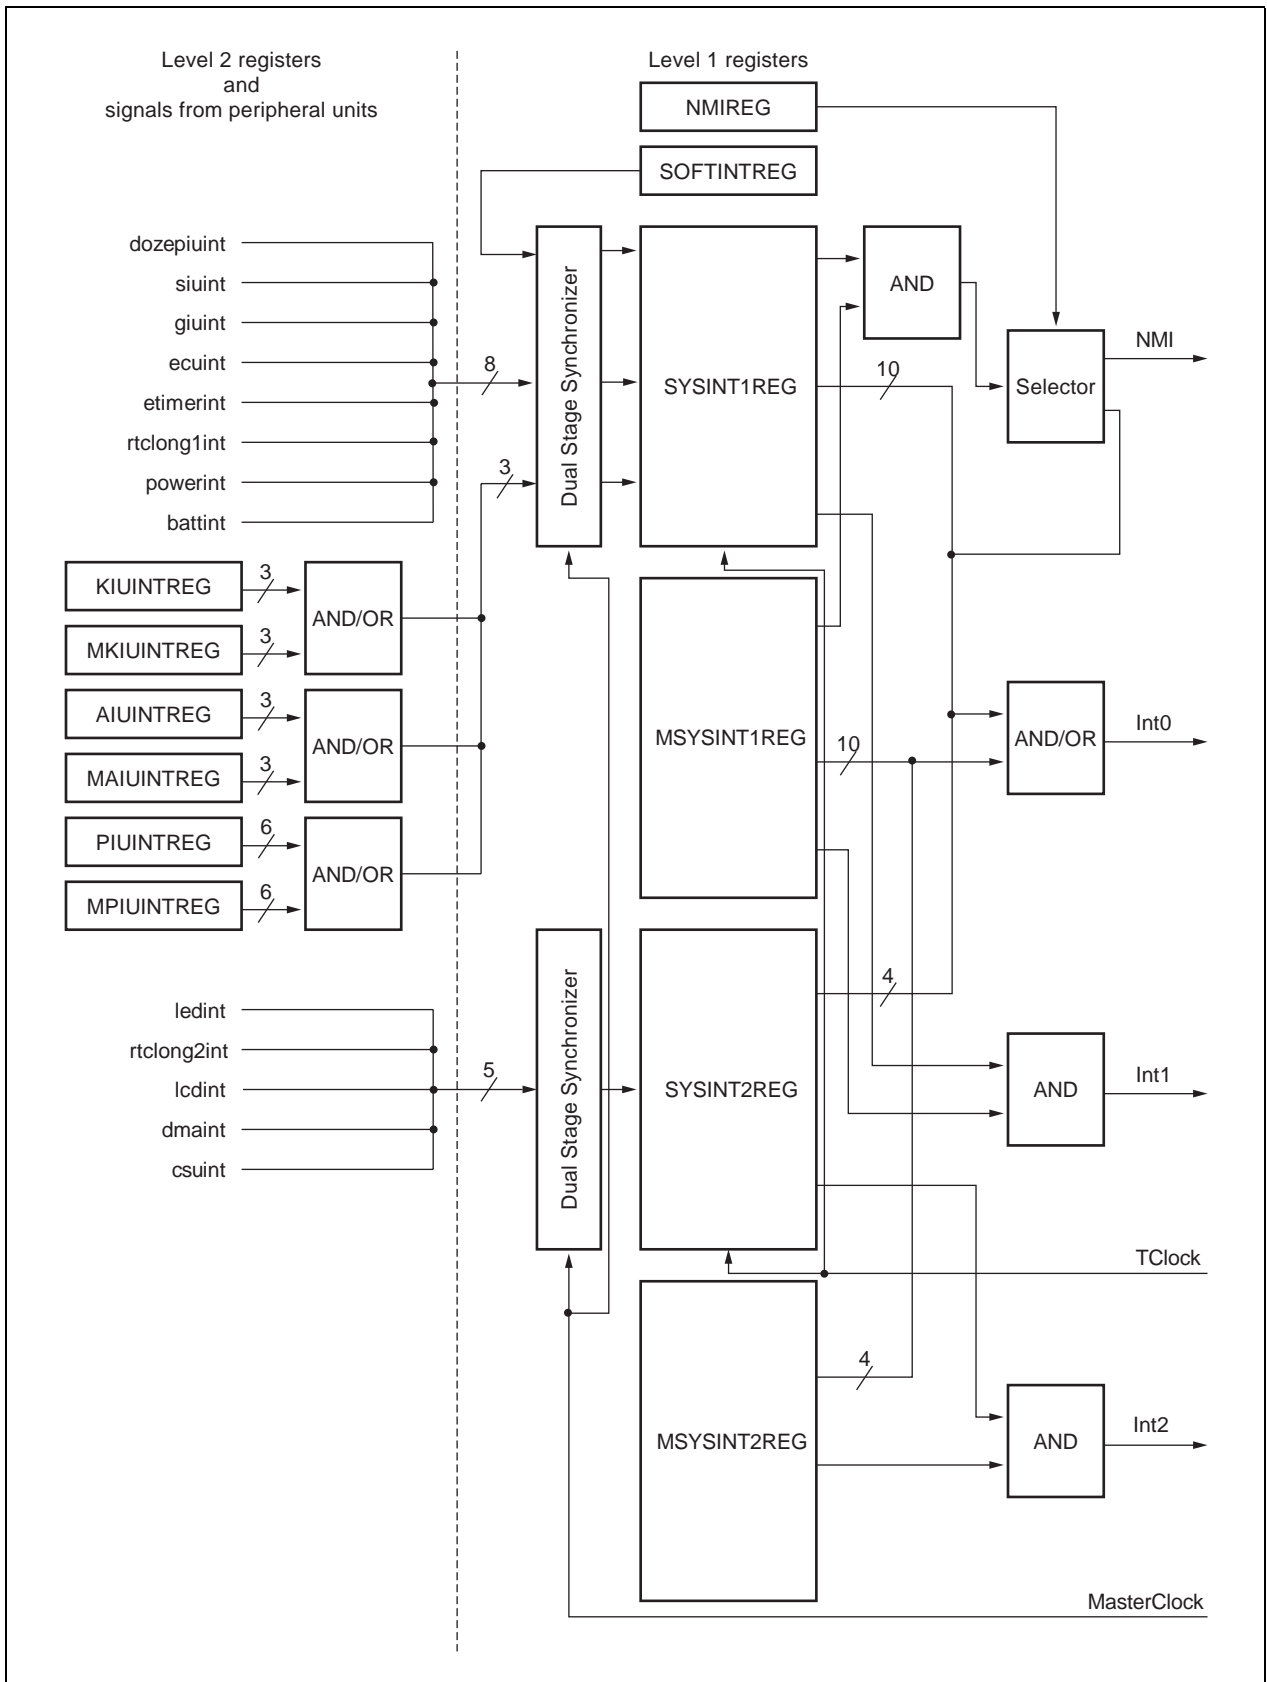 Level 2 registers
and
signals from peripheral units
Level 1 registers
NMIREG
SOFTINTREG
dozepiuint
siuint
giuint
ecuint
etimerint
rtclong1int
powerint
battint
8
3
Dual Stage Synchronizer
SYSINT1REG
AND
10
Selector
NMI
KIUINTREG
3
MKIUINTREG
3
AND/OR
AIUINTREG
3
MAIUINTREG
3
AND/OR
PIUINTREG
6
MPIUINTREG
6
AND/OR
MSYSINT1REG
10
AND/OR
Int0
ledint
rtclong2int
lcdint
dmaint
csuint
5
Dual Stage Synchronizer
SYSINT2REG
4
AND
Int1
TClock
MSYSINT2REG
4
AND
Int2
MasterClock